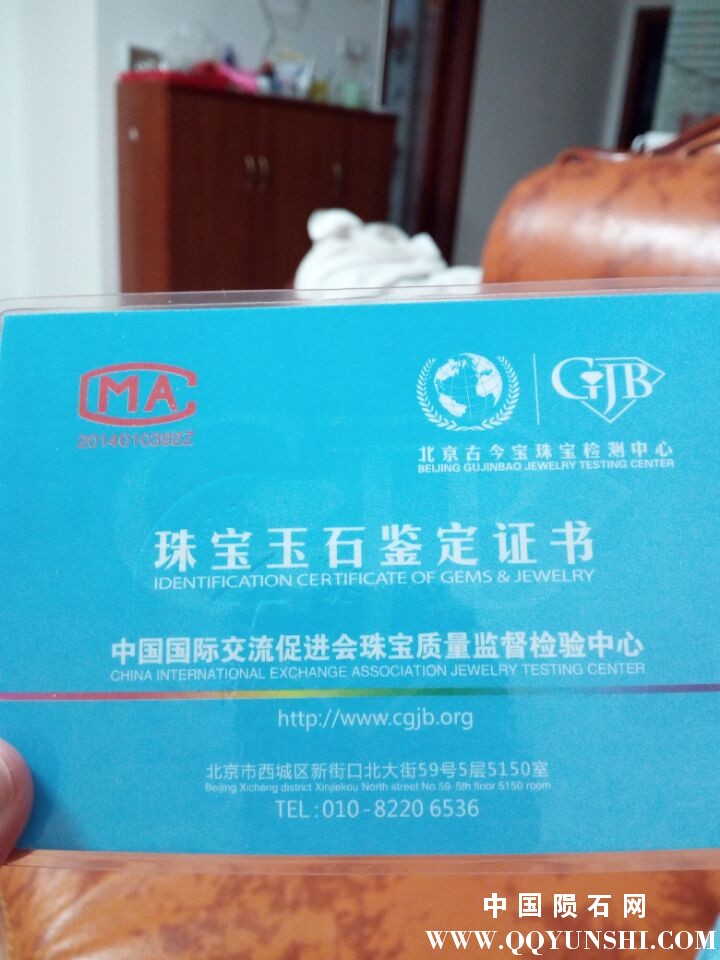 CMA
2014010392Z
GJB
北京古今宝珠宝检测中心
BEIJING GUJINBAO JEWELRY TESTING CENTER
珠宝玉石鉴定证书
IDENTIFICATION CERTIFICATE OF GEMS & JEWELRY
中国国际交流促进会珠宝质量监督检验中心
CHINA INTERNATIONAL EXCHANGE ASSOCIATION JEWELRY TESTING CENTER
http://www.cgjb.org
北京市西城区新街口北大街59号5层5150室
Beijing Xicheng district Xinjiekou North street No.59 5th floor 5150 room
TEL：010-8220 6536
中国陨石网
WWW.QQYUNSHI.COM